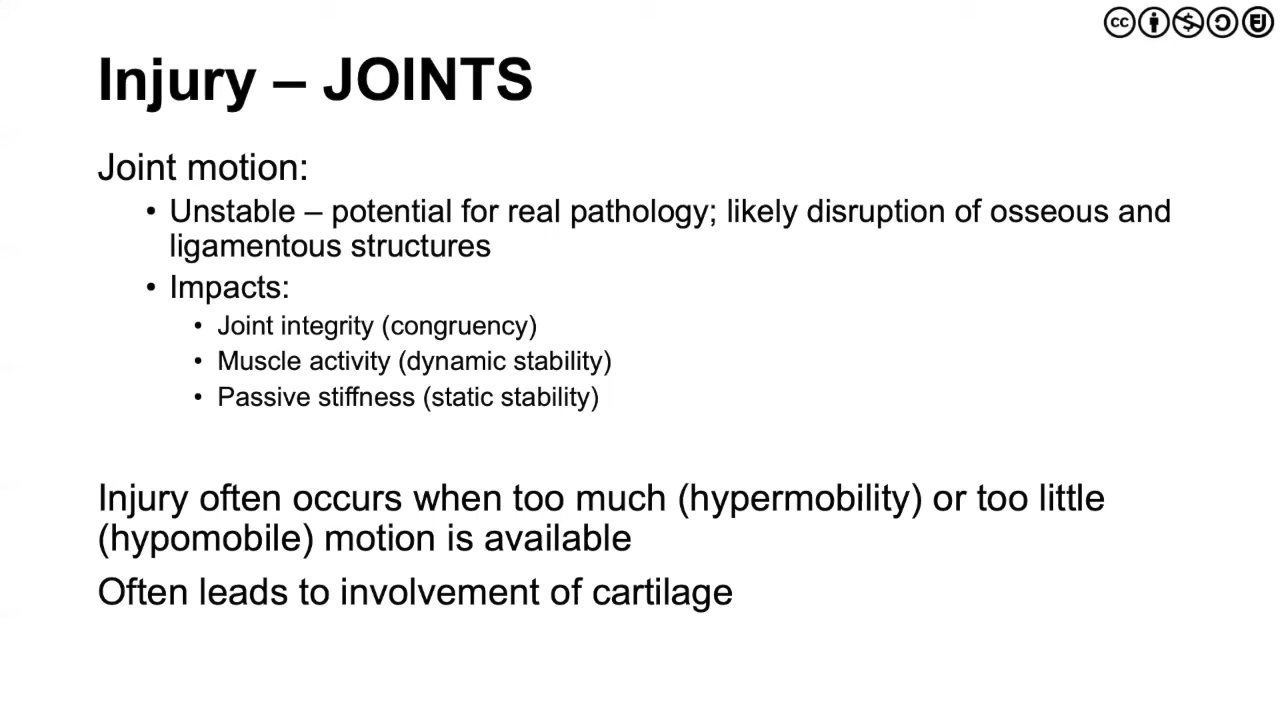 cc
Injury – JOINTS
Joint motion:
• Unstable – potential for real pathology; likely disruption of osseous and
ligamentous structures
• Impacts:
• Joint integrity (congruency)
• Muscle activity (dynamic stability)
• Passive stiffness (static stability)
Injury often occurs when too much (hypermobility) or too little
(hypomobile) motion is available
Often leads to involvement of cartilage